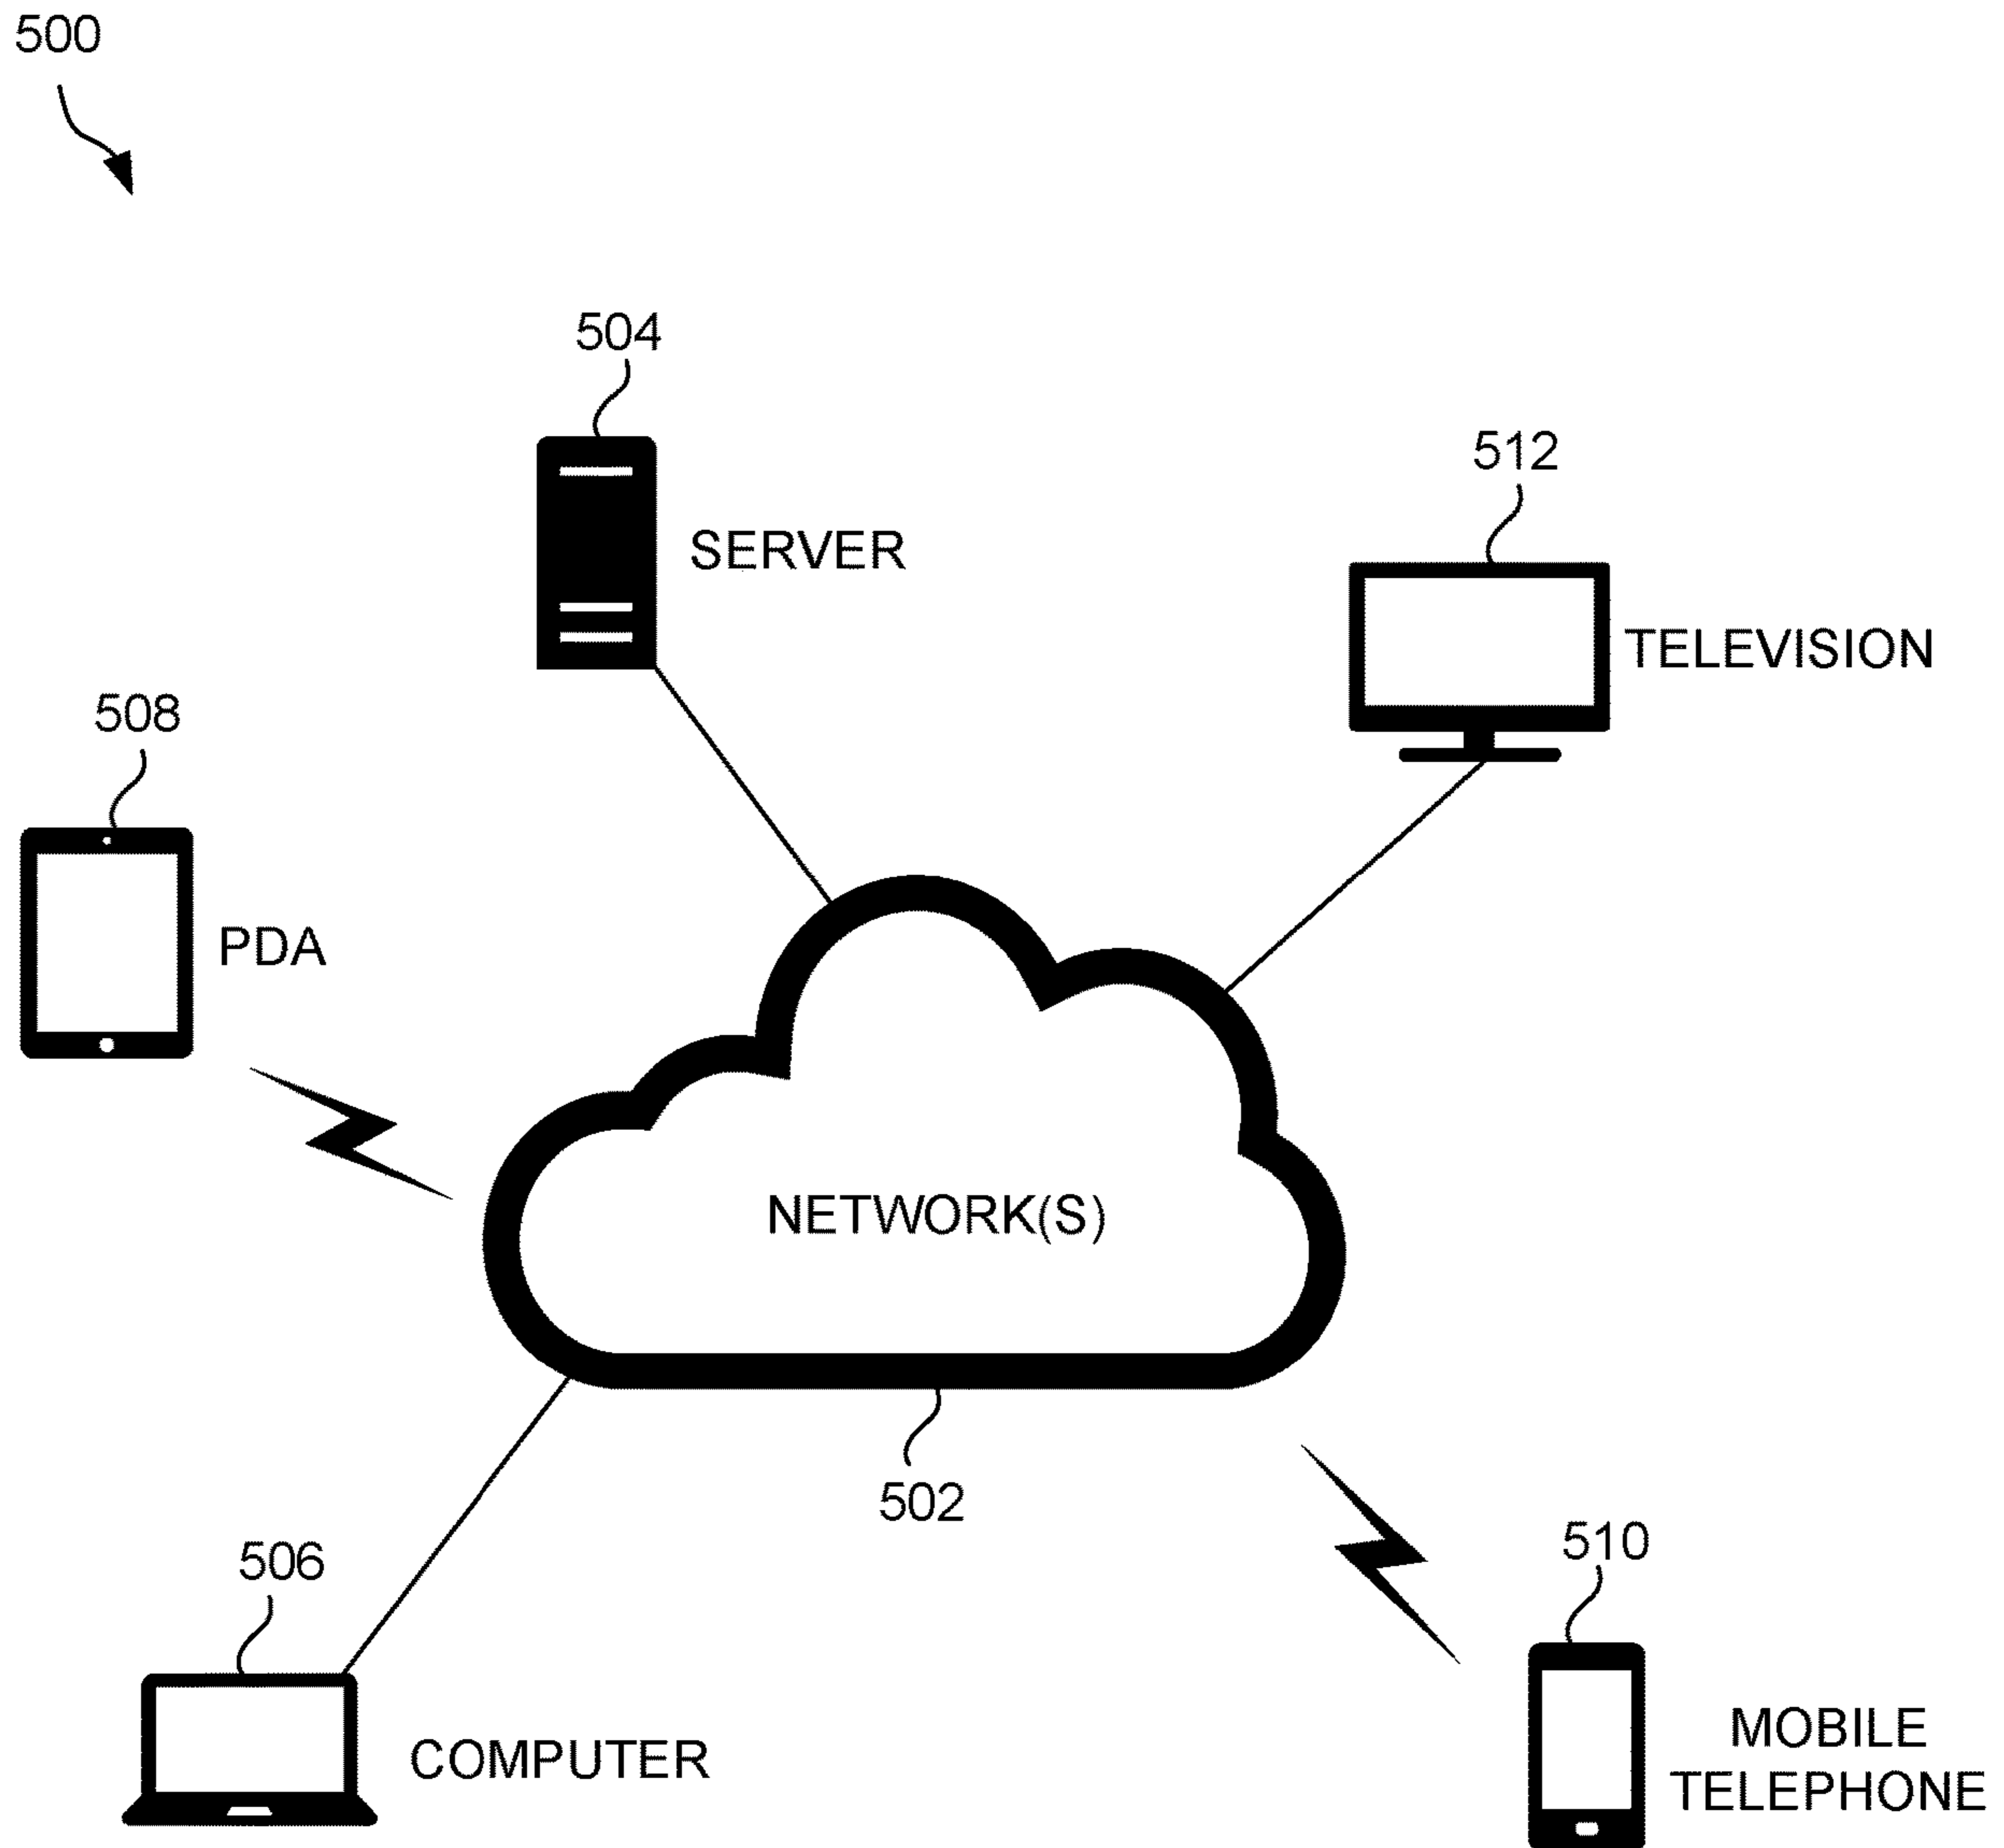 500
504
SERVER
512
TELEVISION
508
PDA
NETWORK(S)
502
506
COMPUTER
510
MOBILE
TELEPHONE